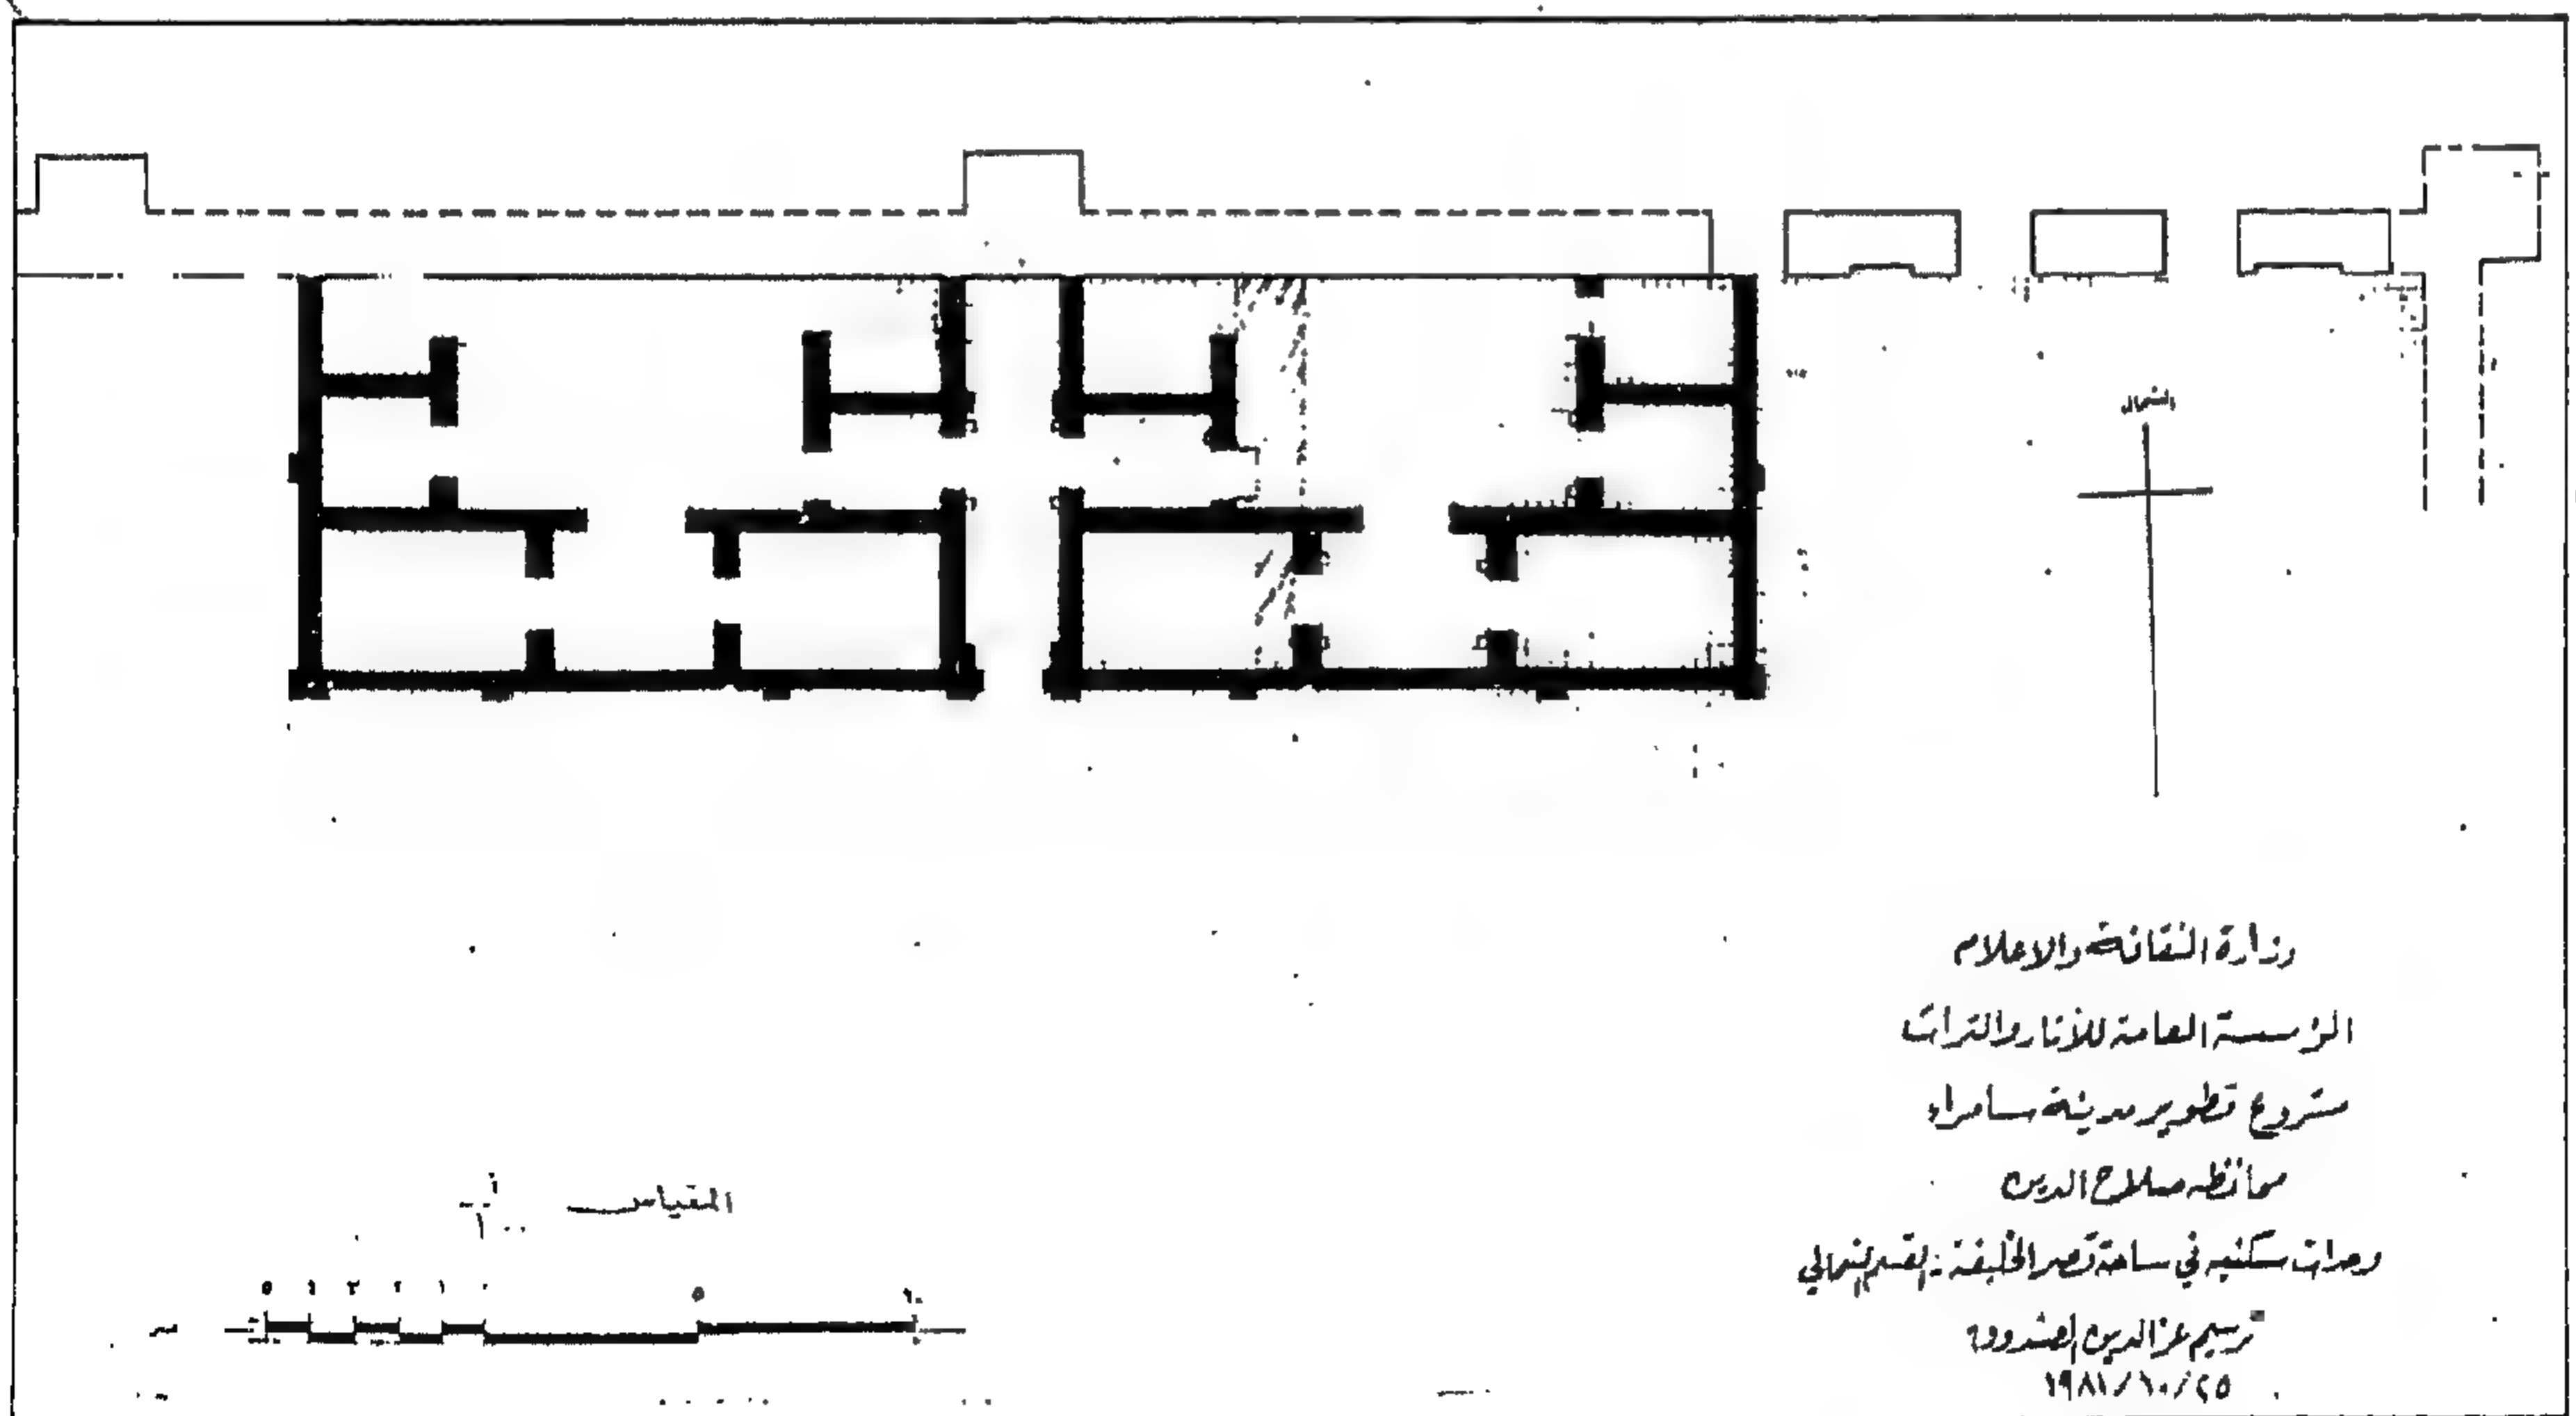 الشمال
وزارة الثقافة والاعلام
المؤسسة العامة للآثار والتراث
مشروع تطوير مدينة سامراء
محافظة صلاح الدين
وحدات سكنيه في ساحة قصر الخليفة : القسم الشمالي
ترسيم عز الدين الصندوق
١٩٨١/١٠/٢٥
المقياس ١/١٠٠
٥ ٤ ٣ ٢ ١ ٠ ٥ ١٠